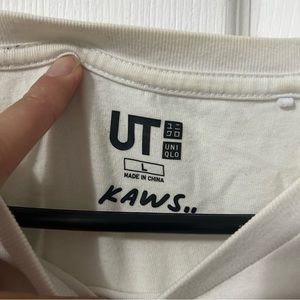 UT ユニ
クロ
UNI
QLO
L
MADE IN CHINA
KAWS..